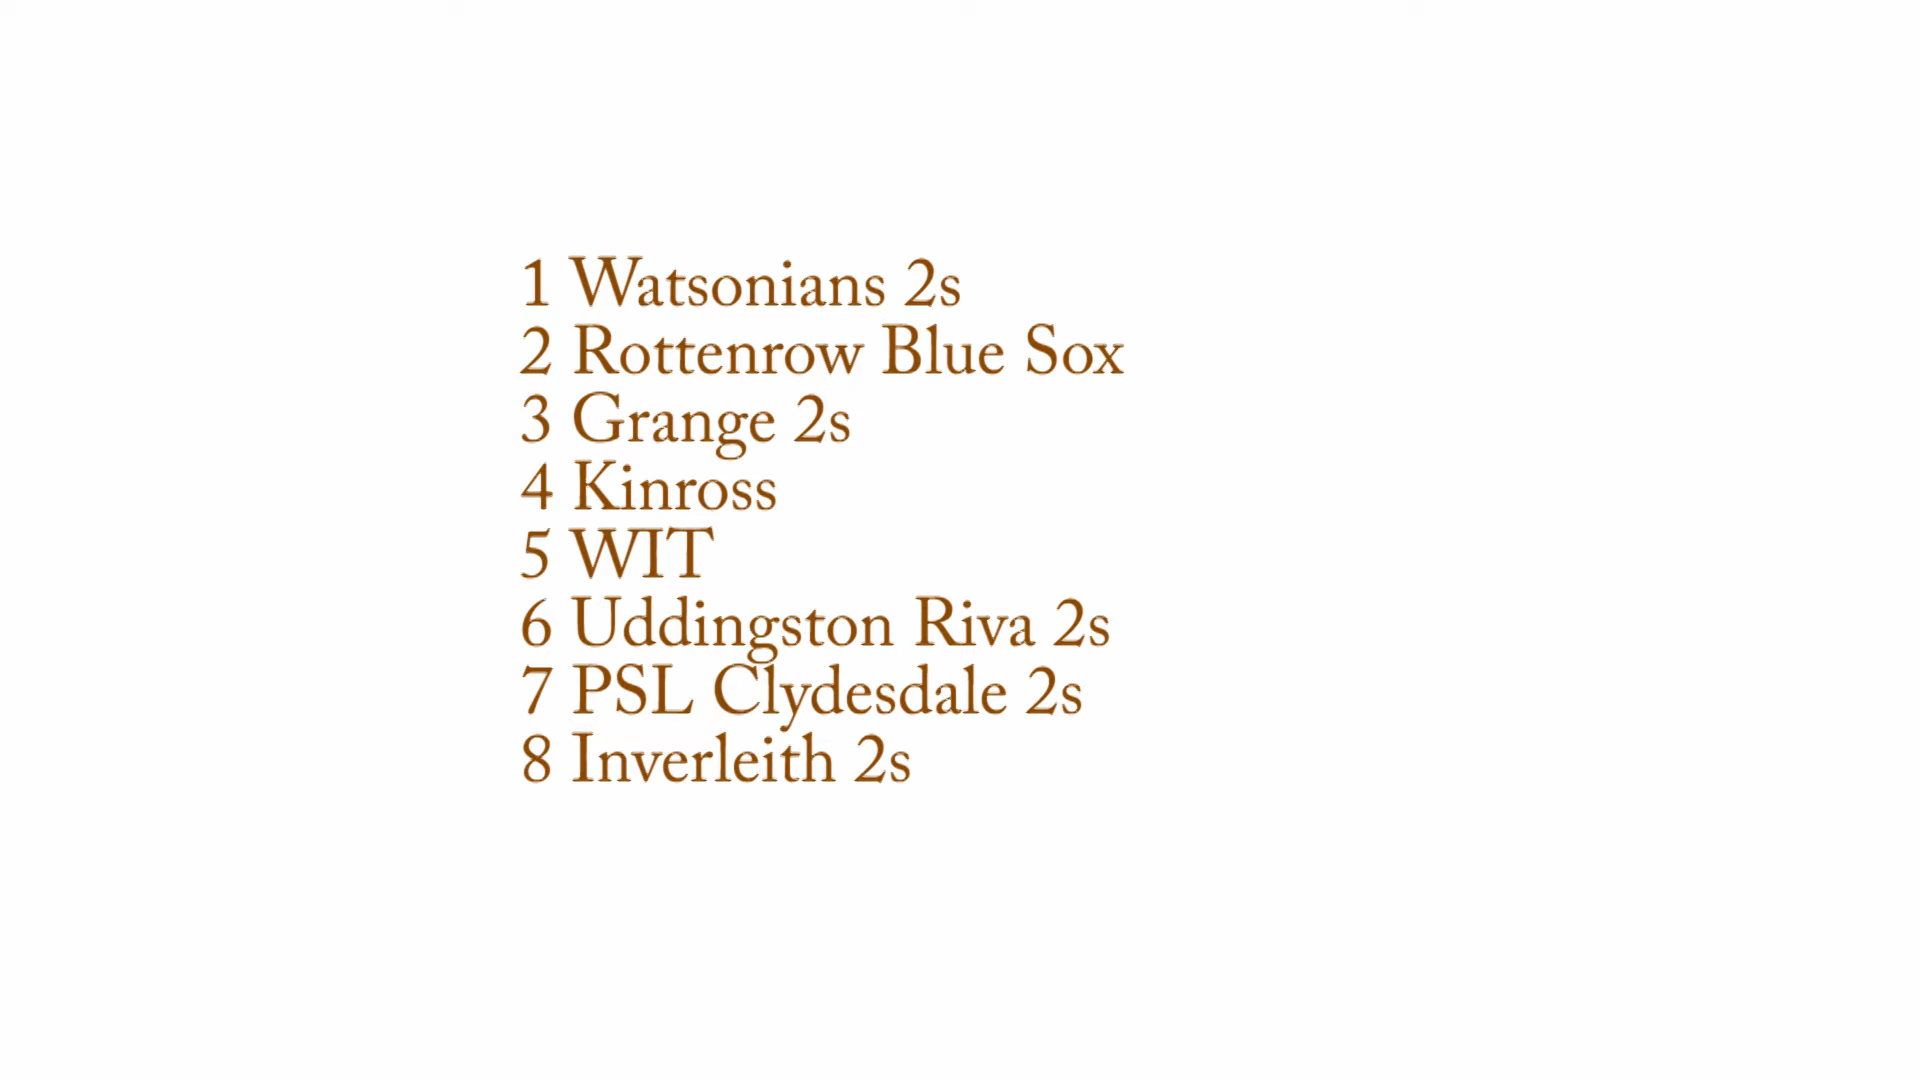 1 Watsonians 2s
2 Rottenrow Blue Sox
3 Grange 2s
4 Kinross
5 WIT
6 Uddingston Riva 2s
7 PSL Clydesdale 2s
8 Inverleith 2s